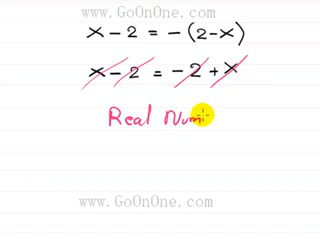 www.GoOnOne.com
x - 2 = - (2 - x)
x - 2 = - 2 + x
Real Num
www.GoOnOne.com